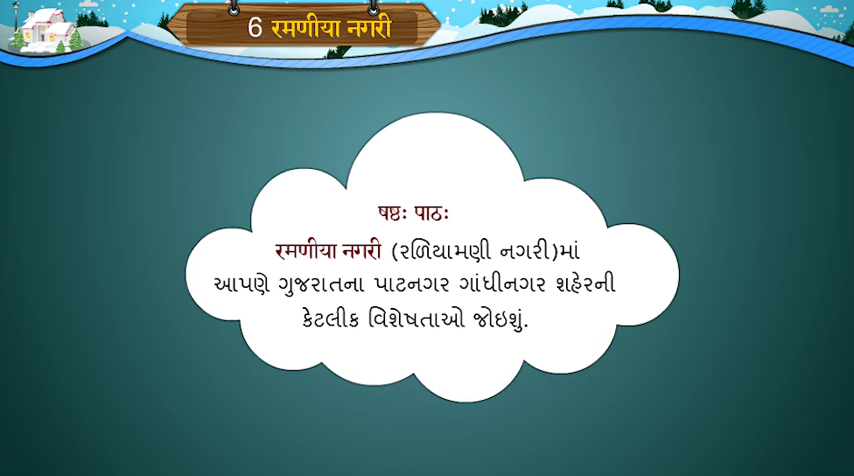 6 रमणीया नगरी
षष्ठः पाठः
रमणीया नगरी (રળિયામણી નગરી)માં
આપણે ગુજરાતના પાટનગર ગાંધીનગર શહેરની
કેટલીક વિશેષતાઓ જોઇશું.